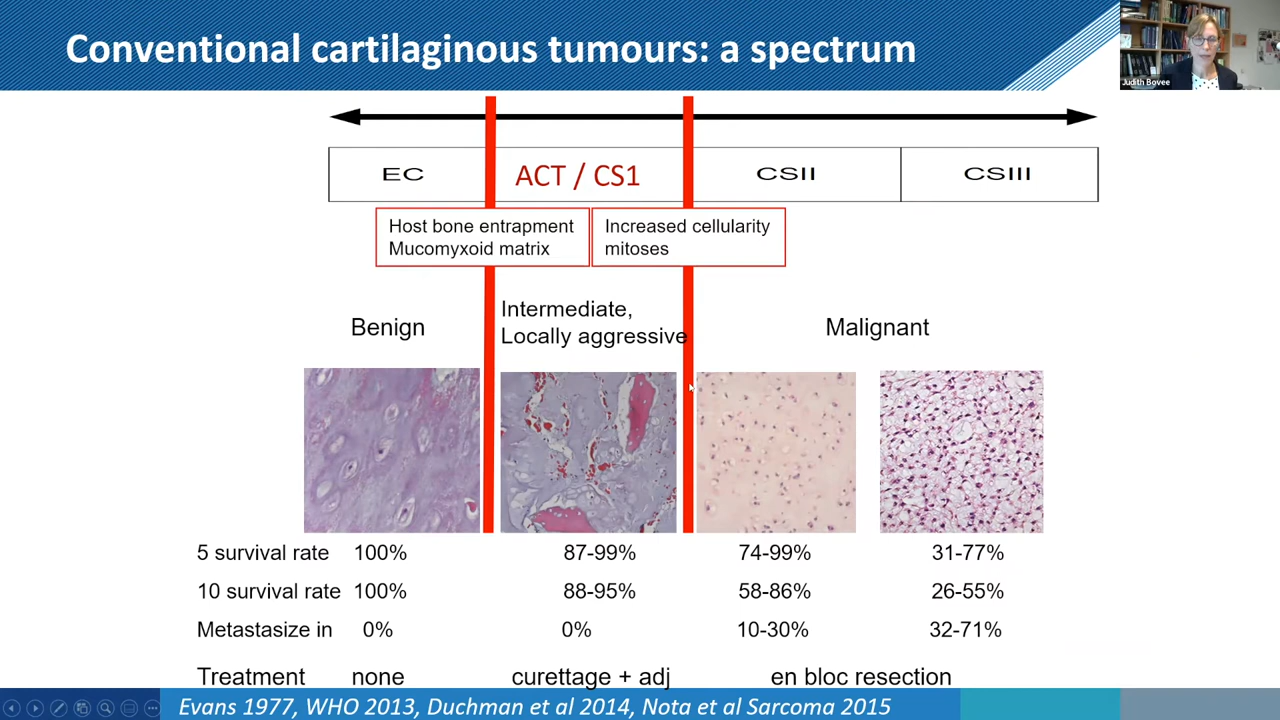 Conventional cartilaginous tumours: a spectrum
Judith Bovee
EC
ACT / CS1
CSII
CSIII
Host bone entrapment
Mucomyxoid matrix
Increased cellularity
mitoses
Benign
Intermediate,
Locally aggressive
Malignant
5 survival rate 100% 87-99% 74-99% 31-77%
10 survival rate 100% 88-95% 58-86% 26-55%
Metastasize in 0% 0% 10-30% 32-71%
Treatment none curettage + adj en bloc resection
Evans 1977, WHO 2013, Duchman et al 2014, Nota et al Sarcoma 2015